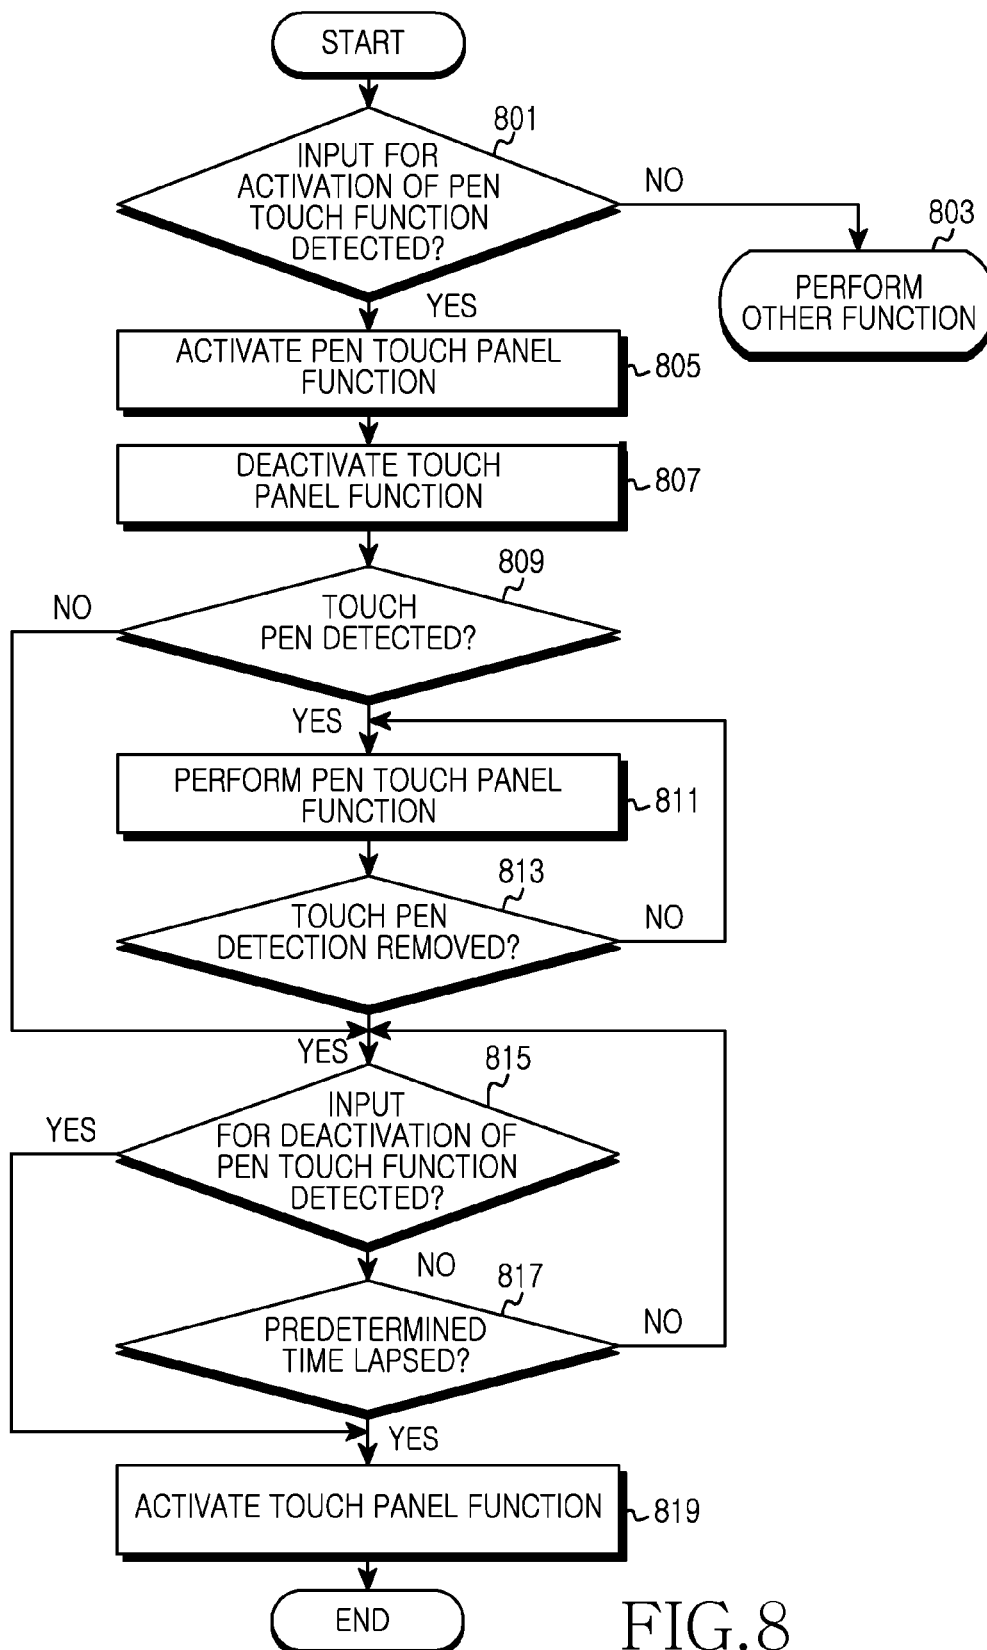 START
801
INPUT FOR
ACTIVATION OF PEN
TOUCH FUNCTION
DETECTED?
NO
803
PERFORM
OTHER FUNCTION
YES
ACTIVATE PEN TOUCH PANEL
FUNCTION
805
DEACTIVATE TOUCH
PANEL FUNCTION
807
809
NO
TOUCH
PEN DETECTED?
YES
PERFORM PEN TOUCH PANEL
FUNCTION
811
813
TOUCH PEN
DETECTION REMOVED?
NO
YES
815
YES
INPUT
FOR DEACTIVATION OF
PEN TOUCH FUNCTION
DETECTED?
NO
817
PREDETERMINED
TIME LAPSED?
NO
YES
ACTIVATE TOUCH PANEL FUNCTION
819
END
FIG.8